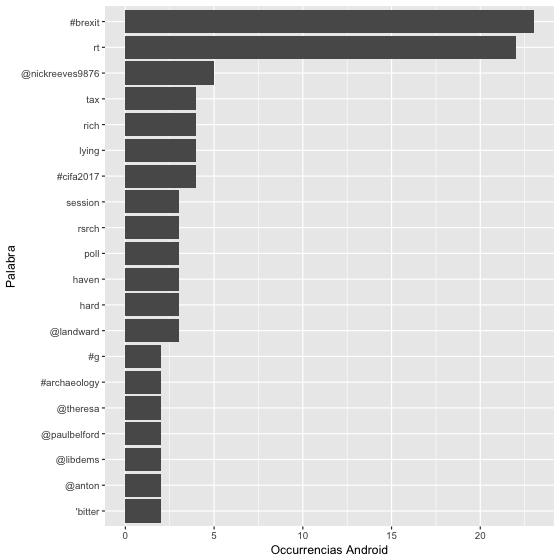 #brexit
rt
@nickreeves9876
tax
rich
lying
#cifa2017
session
rsrch
poll
haven
hard
@landward
#g
#archaeology
@theresa
@paulbelford
@libdems
@anton
'bitter
Palabra
0 5 10 15 20
Occurrencias Android